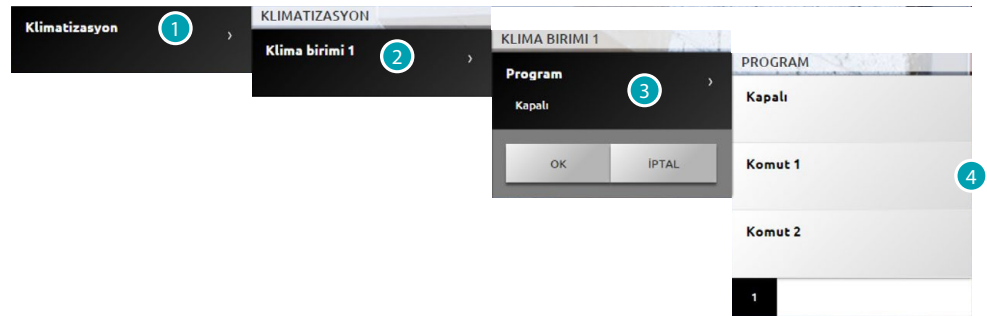 Klimatizasyon
1
KLIMATIZASYON
Klima birimi 1
2
KLIMA BIRIMI 1
Program
3
Kapalı
OK
İPTAL
PROGRAM
Kapalı
Komut 1
4
Komut 2
1